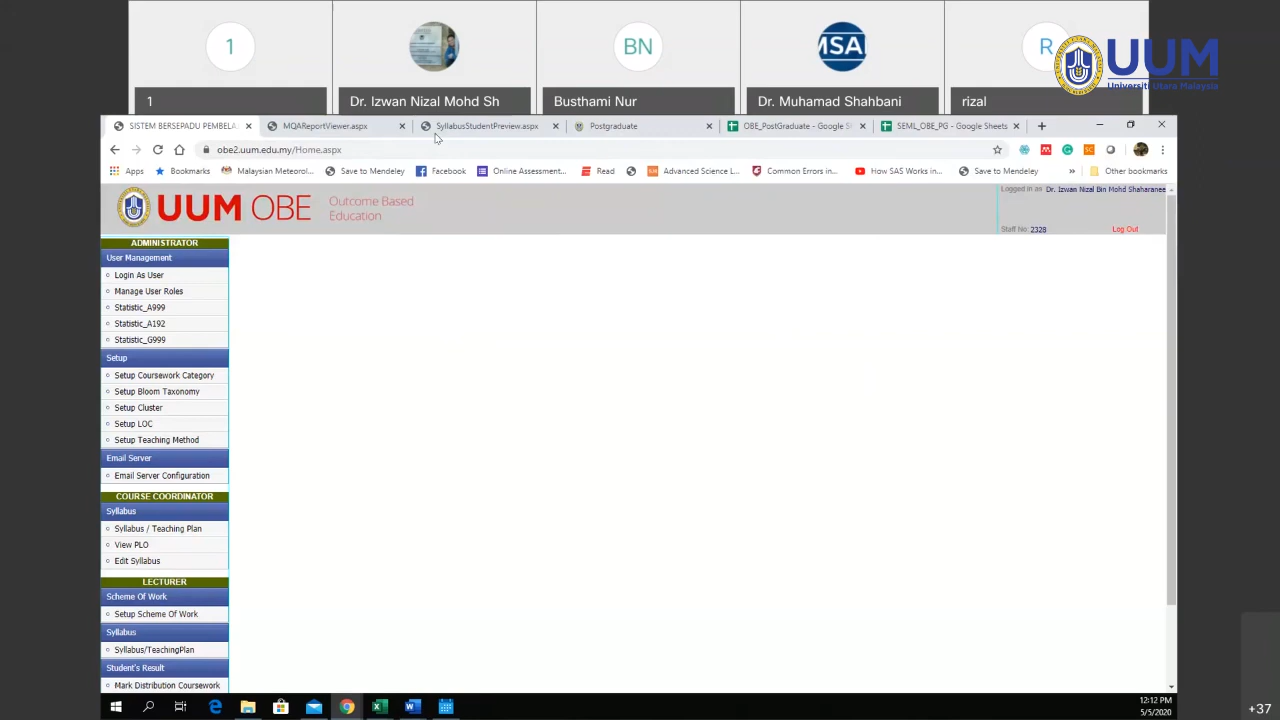 1
BN
MSA
R
UUM
Universiti Utara Malaysia
1
Dr. Izwan Nizal Mohd Sh
Busthami Nur
Dr. Muhamad Shahbani
rizal
SISTEM BERSEPADU PEMBELA
MQAReportViewer.aspx
SyllabusStudentPreview.aspx
Postgraduate
OBE_PostGraduate - Google S
SEML_OBE_PG - Google Sheets
obe2.uum.edu.my/Home.aspx
Apps
Bookmarks
Malaysian Meteorol...
Save to Mendeley
Facebook
Online Assessment...
Read
Advanced Science L...
Common Errors in...
How SAS Works in...
Save to Mendeley
»
Other bookmarks
UUM OBE
Outcome Based
Education
Logged in as Dr. Izwan Nizal Bin Mohd Shaharanee
Staff No 2328
Log Out
ADMINISTRATOR
User Management
Login As User
Manage User Roles
Statistic_A999
Statistic_A192
Statistic_G999
Setup
Setup Coursework Category
Setup Bloom Taxonomy
Setup Cluster
Setup LOC
Setup Teaching Method
Email Server
Email Server Configuration
COURSE COORDINATOR
Syllabus
Syllabus / Teaching Plan
View PLO
Edit Syllabus
LECTURER
Scheme Of Work
Setup Scheme Of Work
Syllabus
Syllabus/TeachingPlan
Student's Result
Mark Distribution Coursework
12:12 PM
5/5/2020
+37